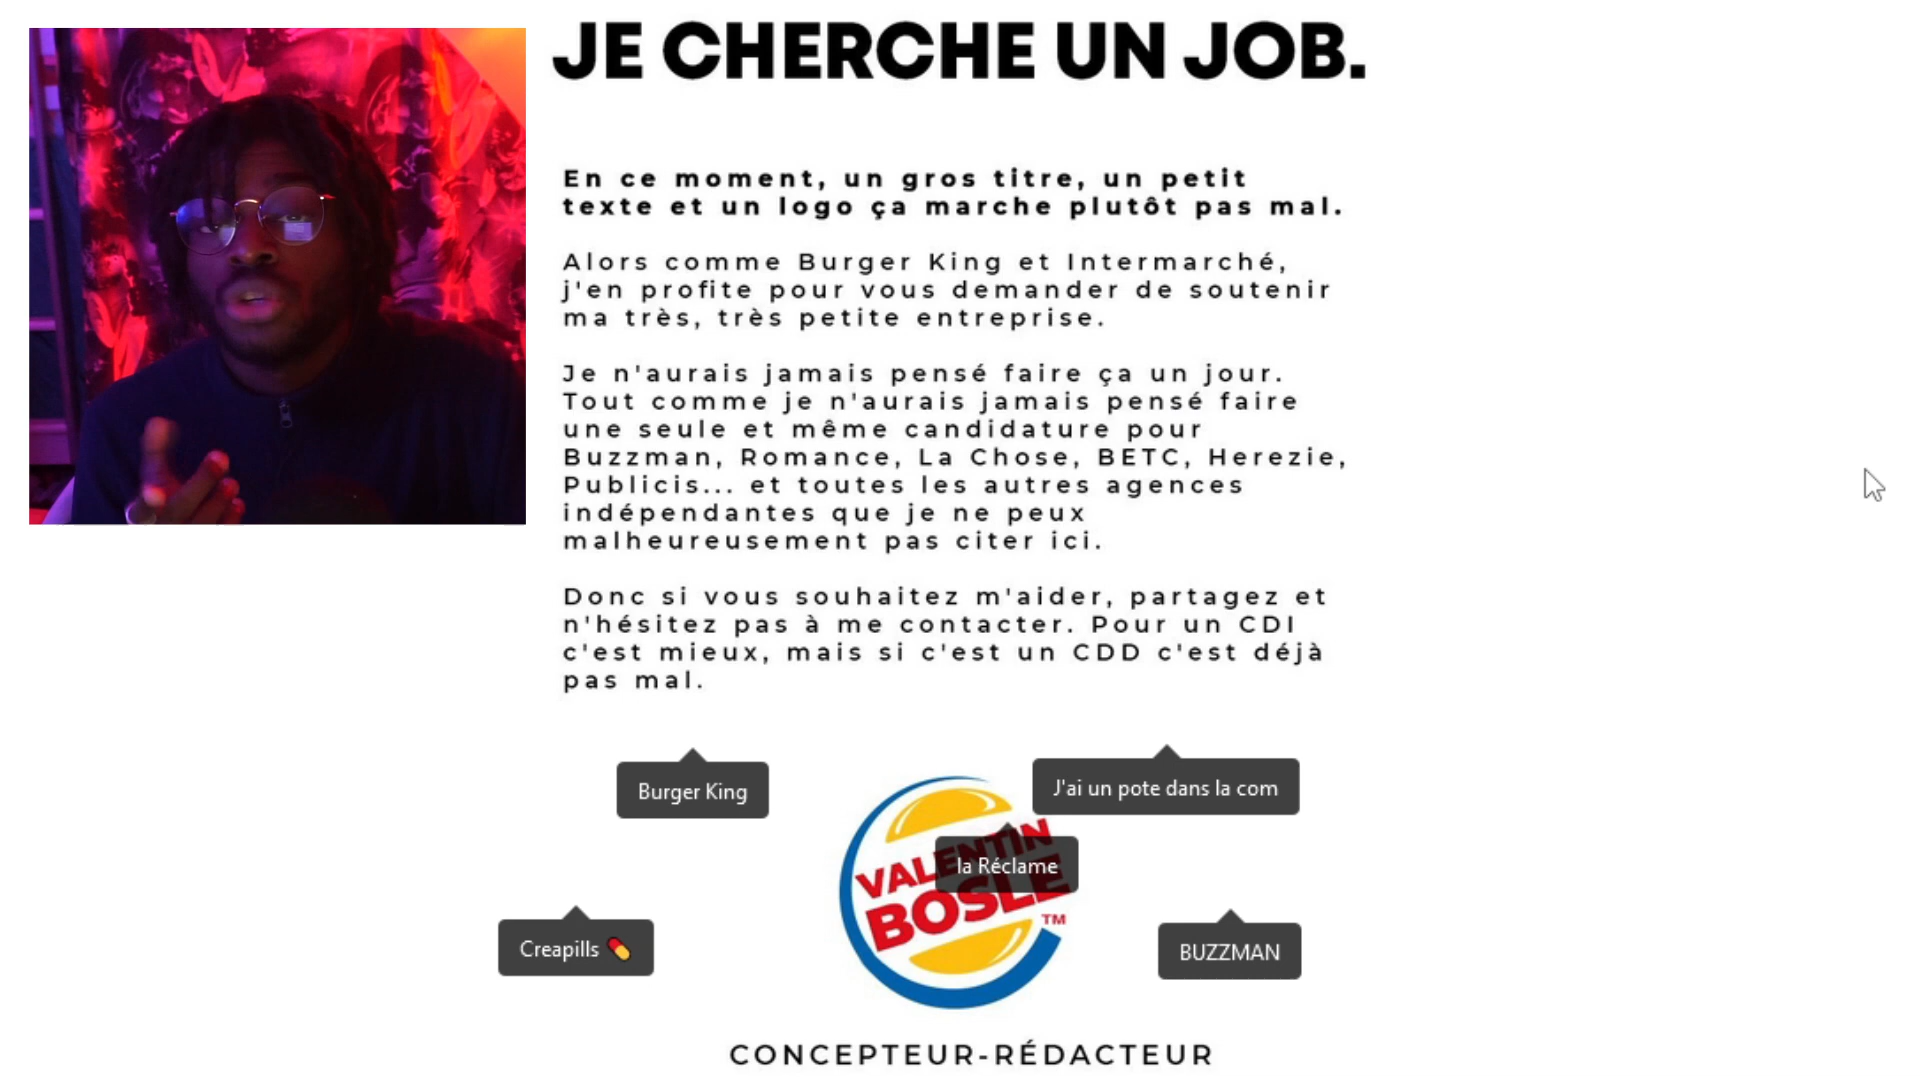 JE CHERCHE UN JOB.
En ce moment, un gros titre, un petit
texte et un logo ça marche plutôt pas mal.
Alors comme Burger King et Intermarché,
j'en profite pour vous demander de soutenir
ma très, très petite entreprise.
Je n'aurais jamais pensé faire ça un jour.
Tout comme je n'aurais jamais pensé faire
une seule et même candidature pour
Buzzman, Romance, La Chose, BETC, Herezie,
Publicis... et toutes les autres agences
indépendantes que je ne peux
malheureusement pas citer ici.
Donc si vous souhaitez m'aider, partagez et
n'hésitez pas à me contacter. Pour un CDI
c'est mieux, mais si c'est un CDD c'est déjà
pas mal.
Burger King
J'ai un pote dans la com
VALENTIN
la Réclame
BOSLE
TM
Creapills 💊
BUZZMAN
CONCEPTEUR-RÉDACTEUR